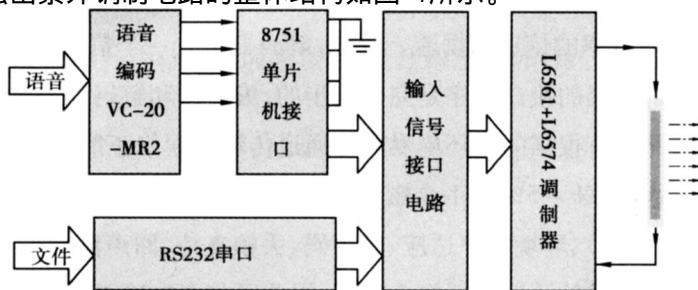 语音
语音
编码
VC-20
-MR2
8751
单片
机接
口
输入
信号
接口
电路
L6561+L6574调制器
文件
RS232串口